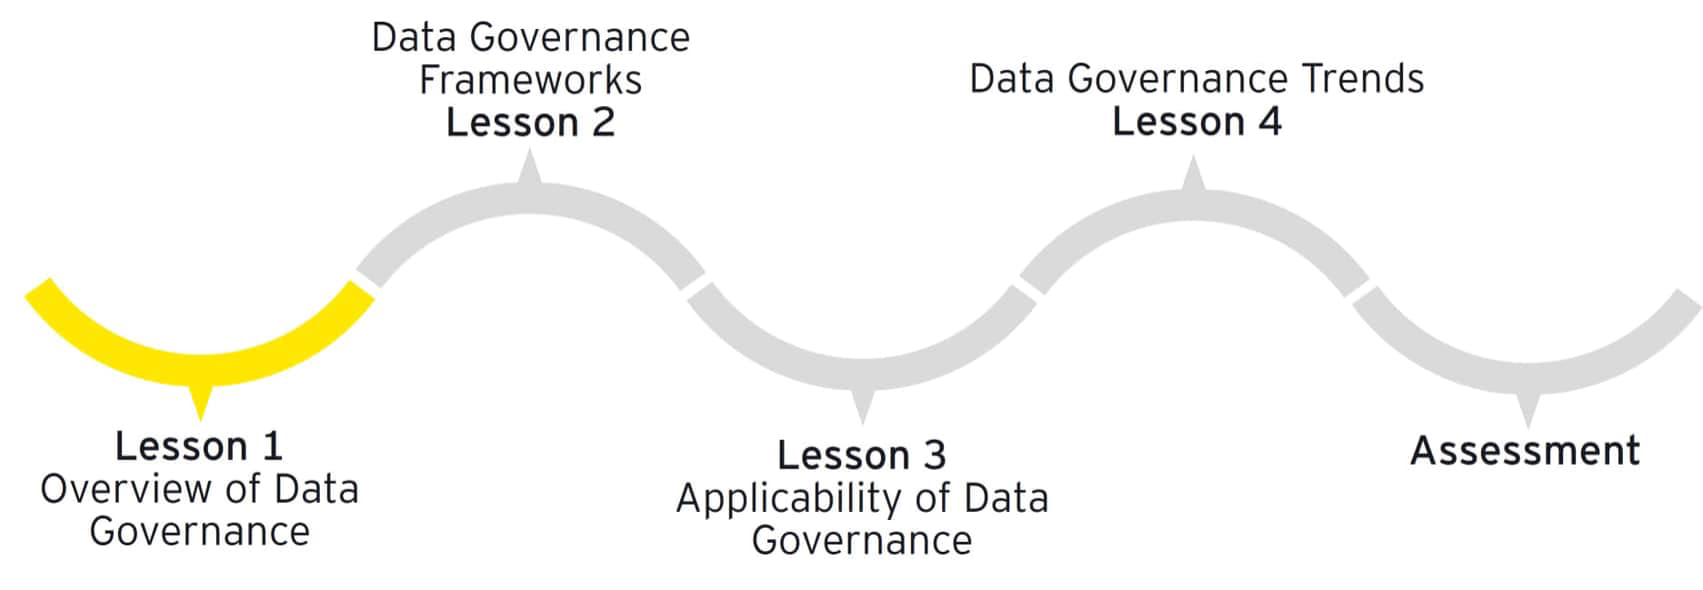 Lesson 1
Overview of Data
Governance
Data Governance
Frameworks
Lesson 2
Lesson 3
Applicability of Data
Governance
Data Governance Trends
Lesson 4
Assessment